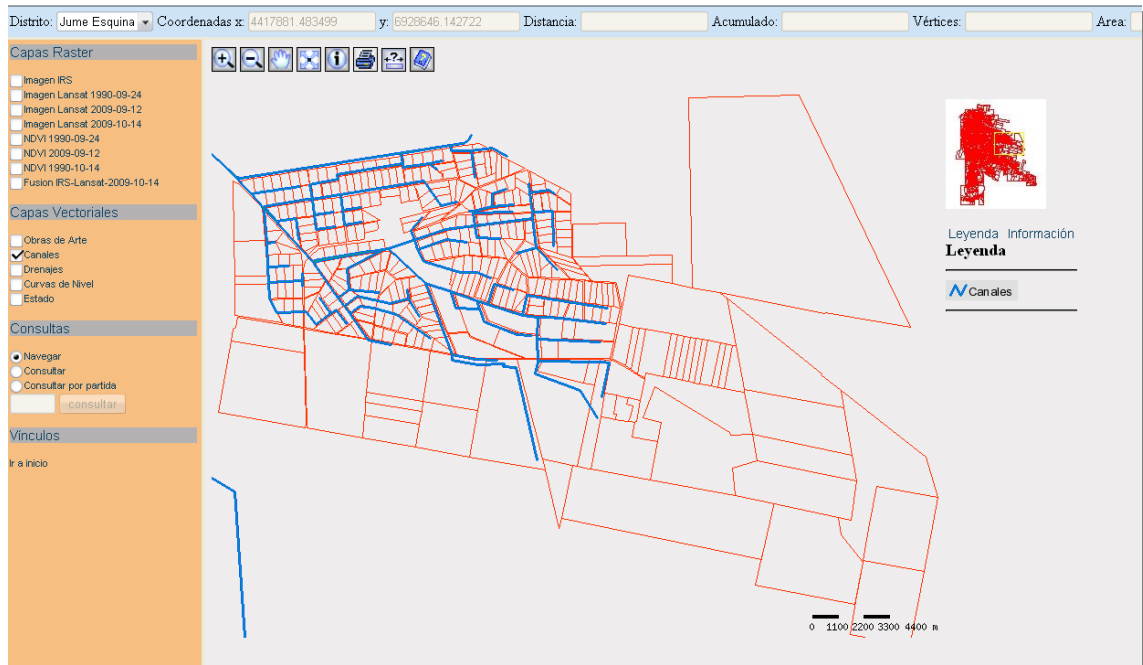 Distrito: Jume Esquina Coordenadas x: 4417881.483499 y: 6928646.142722 Distancia: Acumulado: Vértices: Area:
Capas Raster
Imagen IRS
Imagen Lansat 1990-09-24
Imagen Lansat 2009-09-12
Imagen Lansat 2009-10-14
NDVI 1990-09-24
NDVI 2009-09-12
NDVI 1990-10-14
Fusion IRS-Lansat-2009-10-14
Capas Vectoriales
Obras de Arte
Canales
Drenajes
Curvas de Nivel
Estado
Consultas
Navegar
Consultar
Consultar por partida
consultar
Vínculos
Ir a inicio
Leyenda Información
Leyenda
Canales
0 1100 2200 3300 4400 m